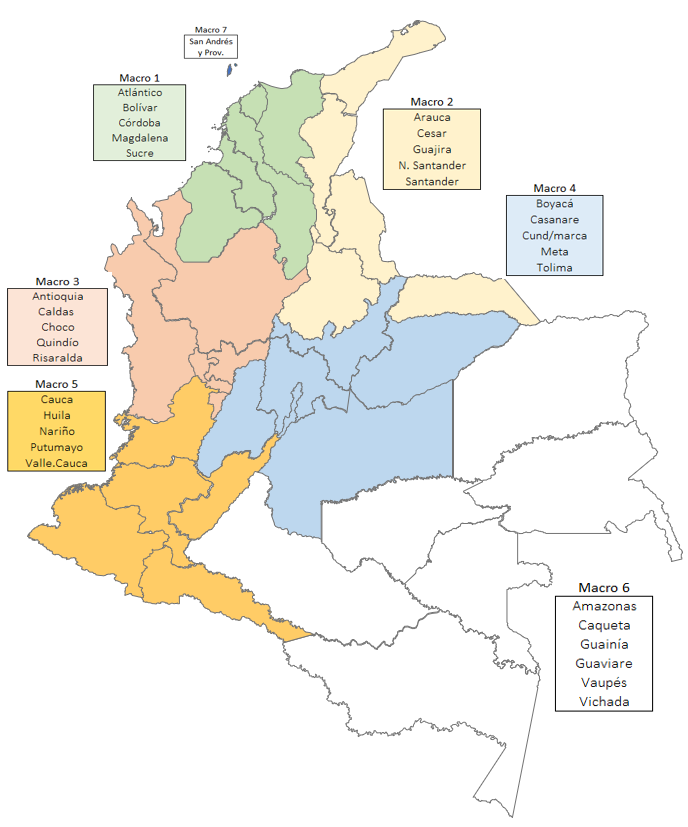 Macro 7
San Andrés
y Prov.
Macro 1
Atlántico
Bolívar
Córdoba
Magdalena
Sucre
Macro 2
Arauca
Cesar
Guajira
N. Santander
Santander
Macro 4
Boyacá
Casanare
Cund/marca
Meta
Tolima
Macro 3
Antioquia
Caldas
Choco
Quindío
Risaralda
Macro 5
Cauca
Huila
Nariño
Putumayo
Valle.Cauca
Macro 6
Amazonas
Caqueta
Guainía
Guaviare
Vaupés
Vichada